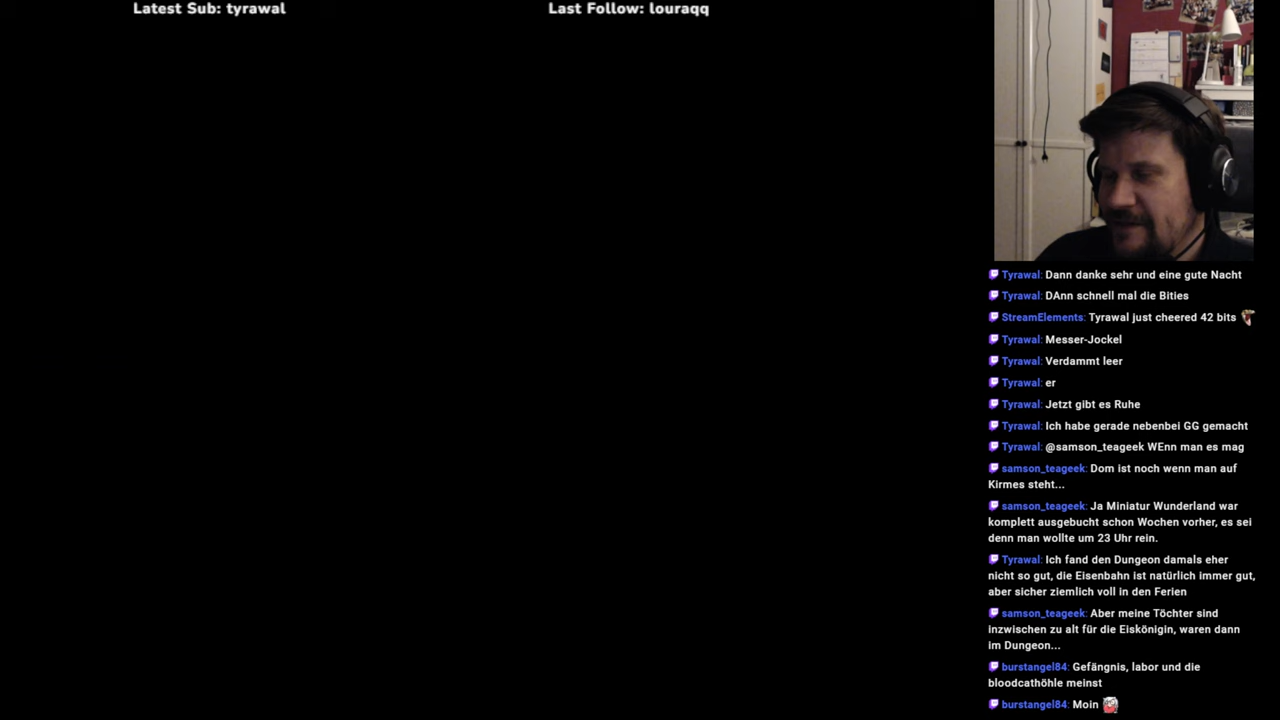 Latest Sub: tyrawal
Last Follow: louraqq
Tyrawal: Dann danke sehr und eine gute Nacht
Tyrawal: DAnn schnell mal die Bities
StreamElements: Tyrawal just cheered 42 bits
Tyrawal: Messer-Jockel
Tyrawal: Verdammt leer
Tyrawal: er
Tyrawal: Jetzt gibt es Ruhe
Tyrawal: Ich habe gerade nebenbei GG gemacht
Tyrawal: @samson_teageek WEnn man es mag
samson_teageek: Dom ist noch wenn man auf
Kirmes steht...
samson_teageek: Ja Miniatur Wunderland war
komplett ausgebucht schon Wochen vorher, es sei
denn man wollte um 23 Uhr rein.
Tyrawal: Ich fand den Dungeon damals eher
nicht so gut, die Eisenbahn ist natürlich immer gut,
aber sicher ziemlich voll in den Ferien
samson_teageek: Aber meine Töchter sind
inzwischen zu alt für die Eiskönigin, waren dann
im Dungeon...
burstangel84: Gefängnis, labor und die
bloodcathöhle meinst
burstangel84: Moin